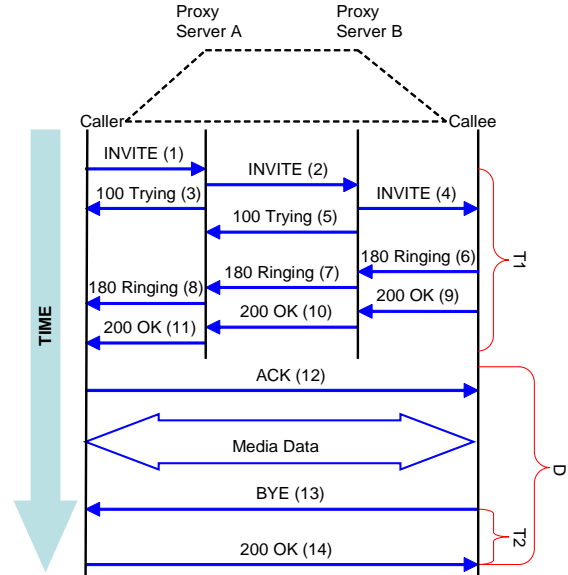 Proxy
Server A
Proxy
Server B
Caller
Callee
INVITE (1)
INVITE (2)
100 Trying (3)
INVITE (4)
100 Trying (5)
180 Ringing (6)
180 Ringing (7)
180 Ringing (8)
200 OK (9)
200 OK (10)
200 OK (11)
T1
TIME
ACK (12)
Media Data
D
BYE (13)
T2
200 OK (14)